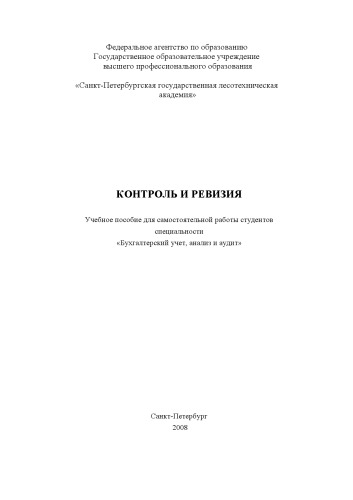 Федеральное агентство по образованию
Государственное образовательное учреждение
высшего профессионального образования
«Санкт-Петербургская государственная лесотехническая
академия»
КОНТРОЛЬ И РЕВИЗИЯ
Учебное пособие для самостоятельной работы студентов
специальности
«Бухгалтерский учет, анализ и аудит»
Санкт-Петербург
2008